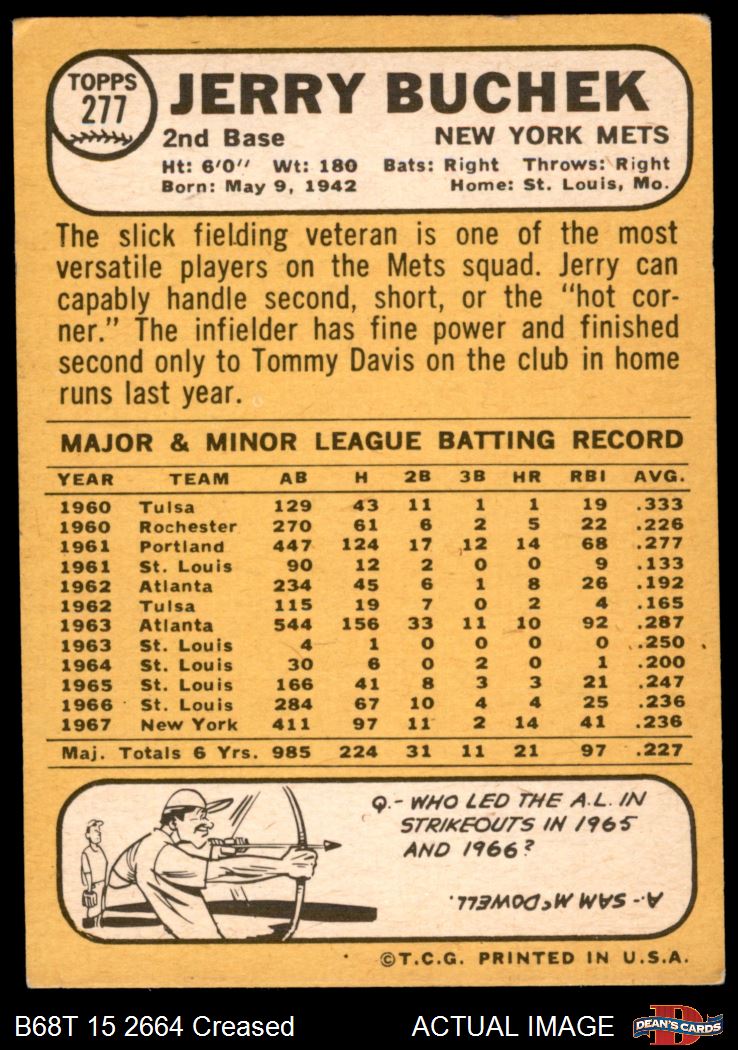 TOPPS
277
JERRY BUCHEK
2nd Base NEW YORK METS
Ht: 6'0'' Wt: 180 Bats: Right Throws: Right
Born: May 9, 1942 Home: St. Louis, Mo.
The slick fielding veteran is one of the most
versatile players on the Mets squad. Jerry can
capably handle second, short, or the "hot cor-
ner." The infielder has fine power and finished
second only to Tommy Davis on the club in home
runs last year.
MAJOR & MINOR LEAGUE BATTING RECORD
YEAR TEAM AB H 2B 3B HR RBI AVG.
1960 Tulsa 129 43 11 1 1 19 .333
1960 Rochester 270 61 6 2 5 22 .226
1961 Portland 447 124 17 12 14 68 .277
1961 St. Louis 90 12 2 0 0 9 .133
1962 Atlanta 234 45 6 1 8 26 .192
1962 Tulsa 115 19 7 0 2 4 .165
1963 Atlanta 544 156 33 11 10 92 .287
1963 St. Louis 4 1 0 0 0 0 .250
1964 St. Louis 30 6 0 2 0 1 .200
1965 St. Louis 166 41 8 3 3 21 .247
1966 St. Louis 284 67 10 4 4 25 .236
1967 New York 411 97 11 2 14 41 .236
Maj. Totals 6 Yrs. 985 224 31 11 21 97 .227
Q.- WHO LED THE A.L. IN
STRIKEOUTS IN 1965
AND 1966?
A.- SAM McDOWELL.
©T.C.G. PRINTED IN U.S.A.
B68T 15 2664 Creased ACTUAL IMAGE
D
DEAN'S CARDS